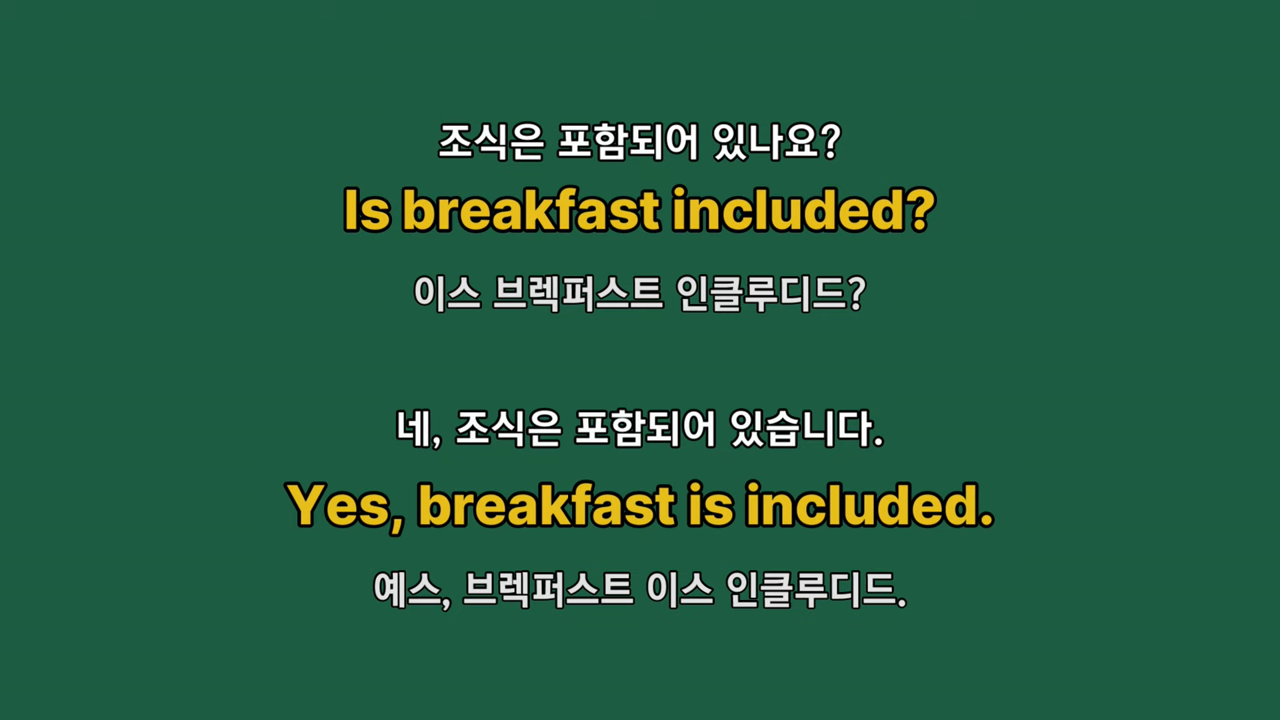 조식은 포함되어 있나요?
Is breakfast included?
이스 브렉퍼스트 인클루디드?
네, 조식은 포함되어 있습니다.
Yes, breakfast is included.
예스, 브렉퍼스트 이스 인클루디드.